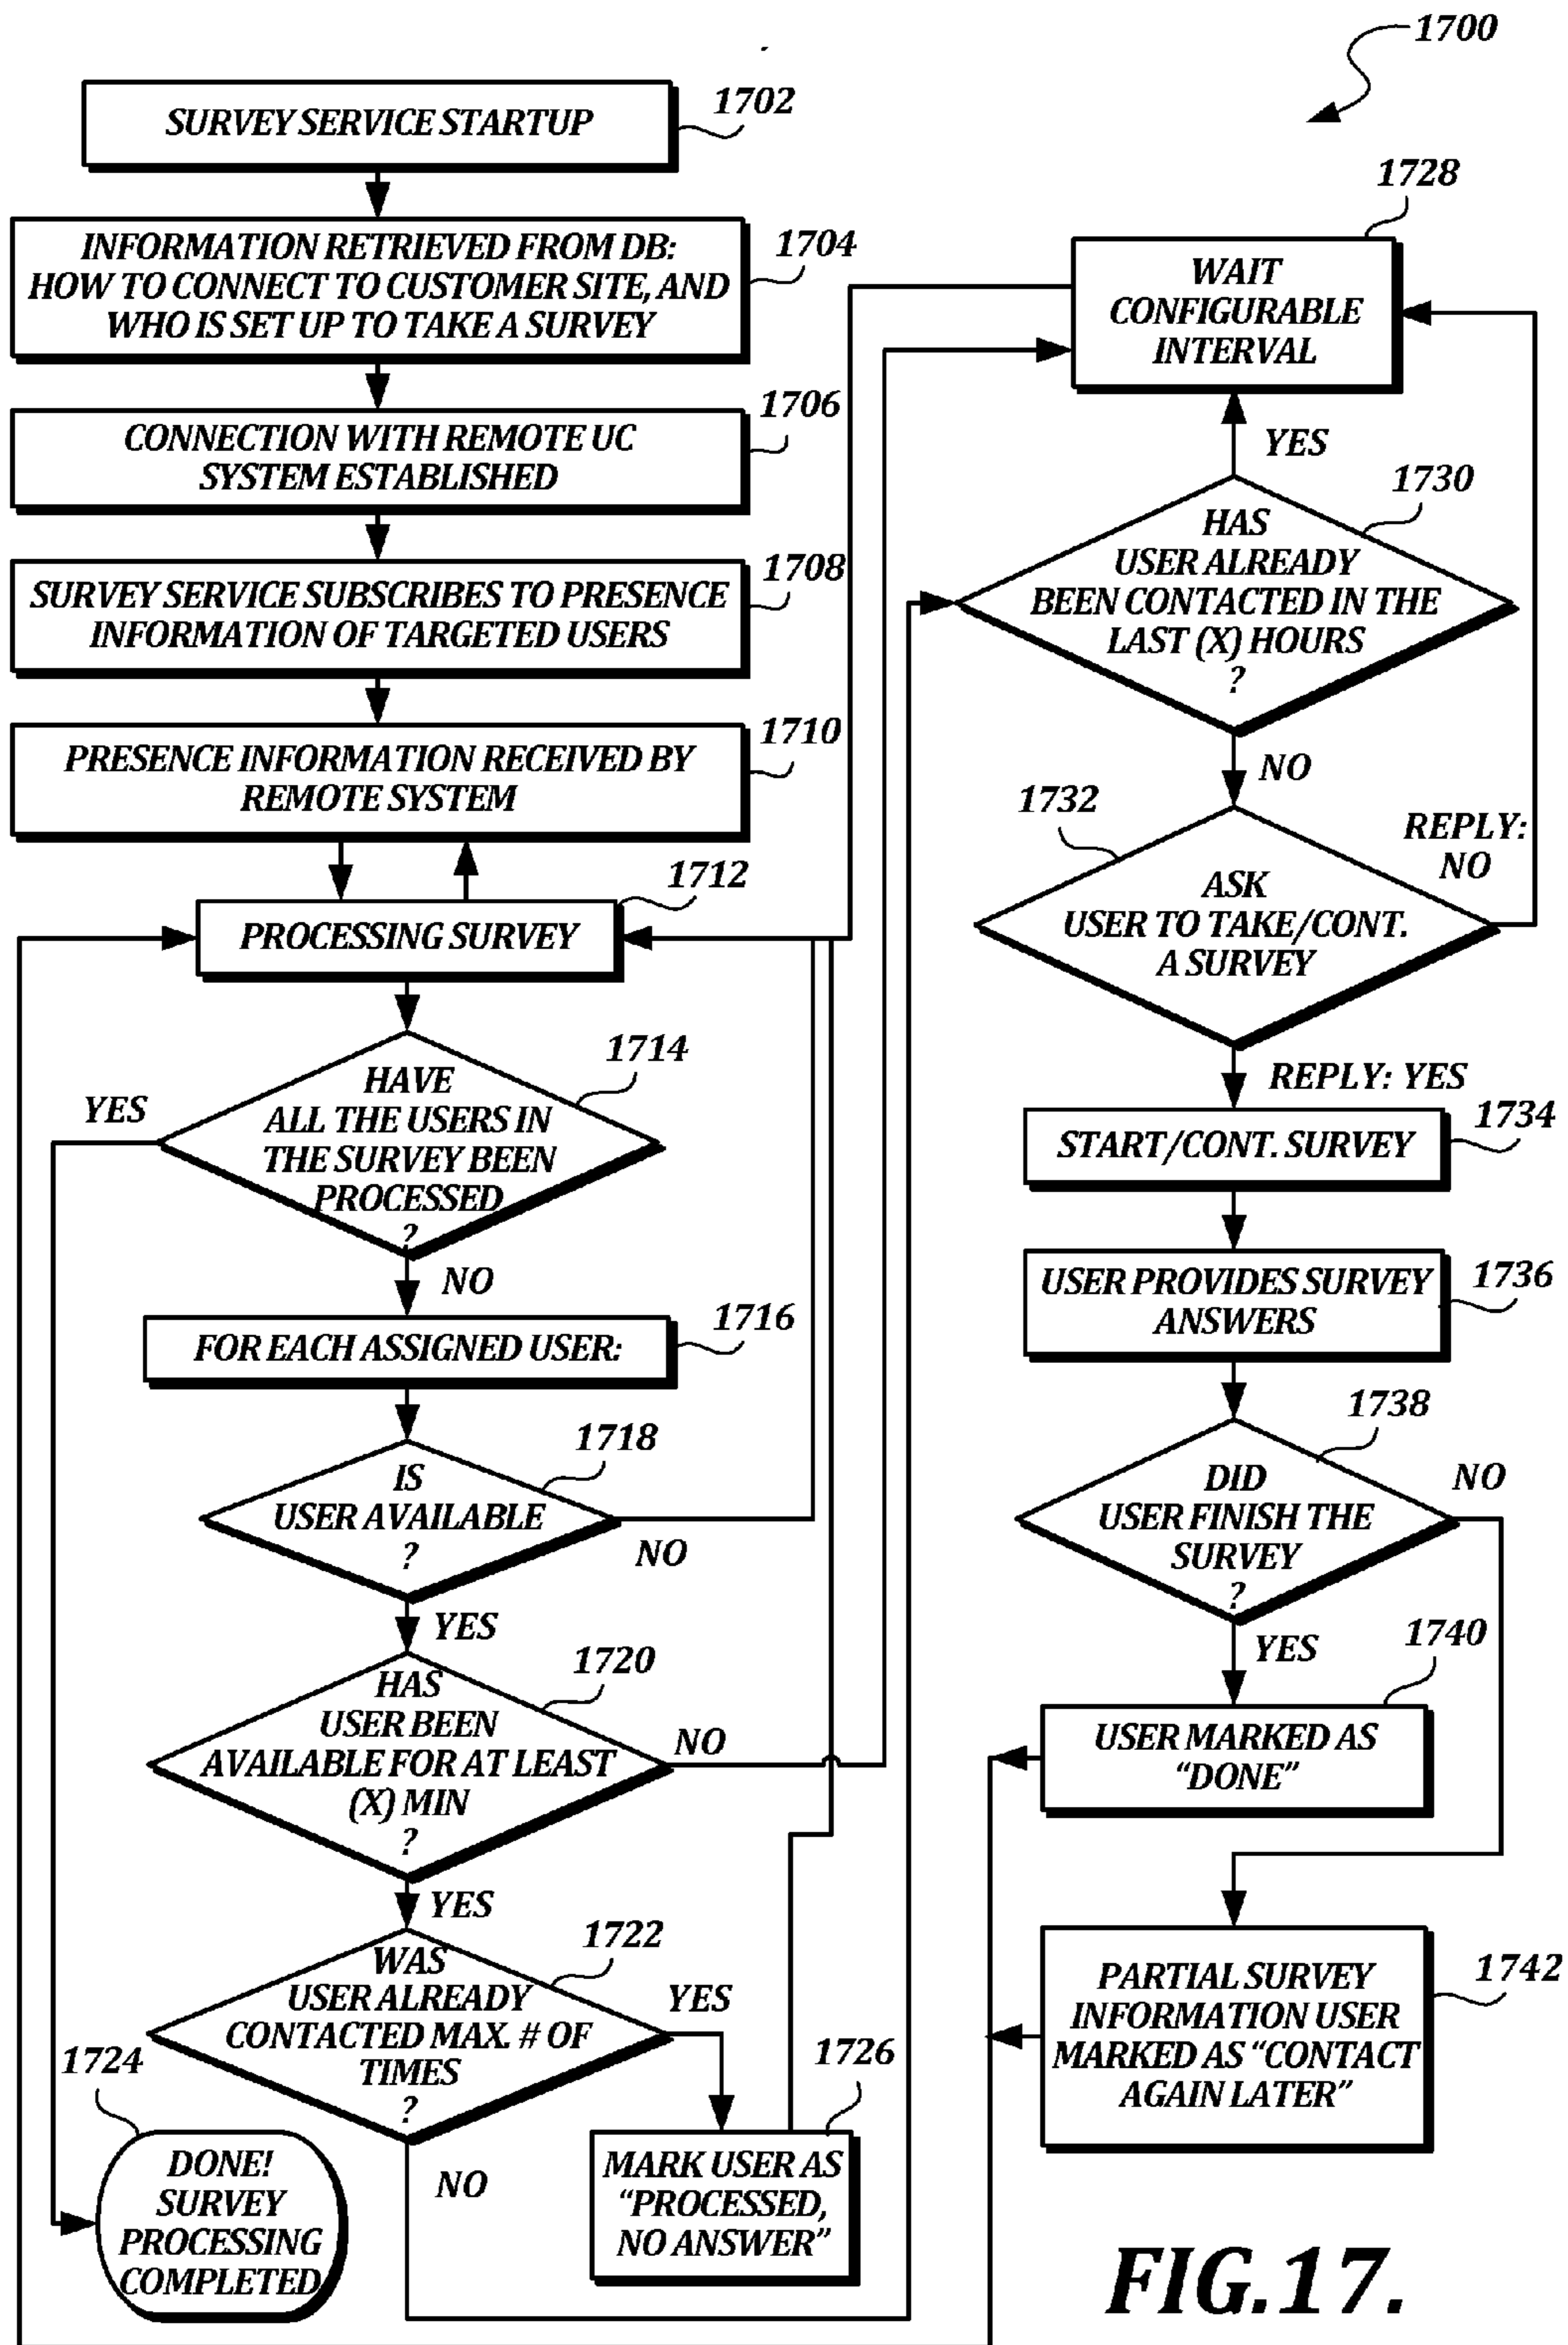 1700
SURVEY SERVICE STARTUP
1702
INFORMATION RETRIEVED FROM DB:
HOW TO CONNECT TO CUSTOMER SITE, AND
WHO IS SET UP TO TAKE A SURVEY
1704
CONNECTION WITH REMOTE UC
SYSTEM ESTABLISHED
1706
SURVEY SERVICE SUBSCRIBES TO PRESENCE
INFORMATION OF TARGETED USERS
1708
PRESENCE INFORMATION RECEIVED BY
REMOTE SYSTEM
1710
PROCESSING SURVEY
1712
HAVE
ALL THE USERS IN
THE SURVEY BEEN
PROCESSED
?
1714
YES
NO
FOR EACH ASSIGNED USER:
1716
IS
USER AVAILABLE
?
1718
NO
YES
HAS
USER BEEN
AVAILABLE FOR AT LEAST
(X) MIN
?
1720
NO
YES
WAS
USER ALREADY
CONTACTED MAX. # OF
TIMES
?
1722
YES
NO
1724
DONE!
SURVEY
PROCESSING
COMPLETED
1726
MARK USER AS
“PROCESSED,
NO ANSWER”
1728
WAIT
CONFIGURABLE
INTERVAL
YES
1730
HAS
USER ALREADY
BEEN CONTACTED IN THE
LAST (X) HOURS
?
NO
1732
ASK
USER TO TAKE/CONT.
A SURVEY
REPLY:
NO
REPLY: YES
1734
START/CONT. SURVEY
1736
USER PROVIDES SURVEY
ANSWERS
1738
DID
USER FINISH THE
SURVEY
?
NO
YES
1740
USER MARKED AS
“DONE”
1742
PARTIAL SURVEY
INFORMATION USER
MARKED AS “CONTACT
AGAIN LATER”
FIG.17.